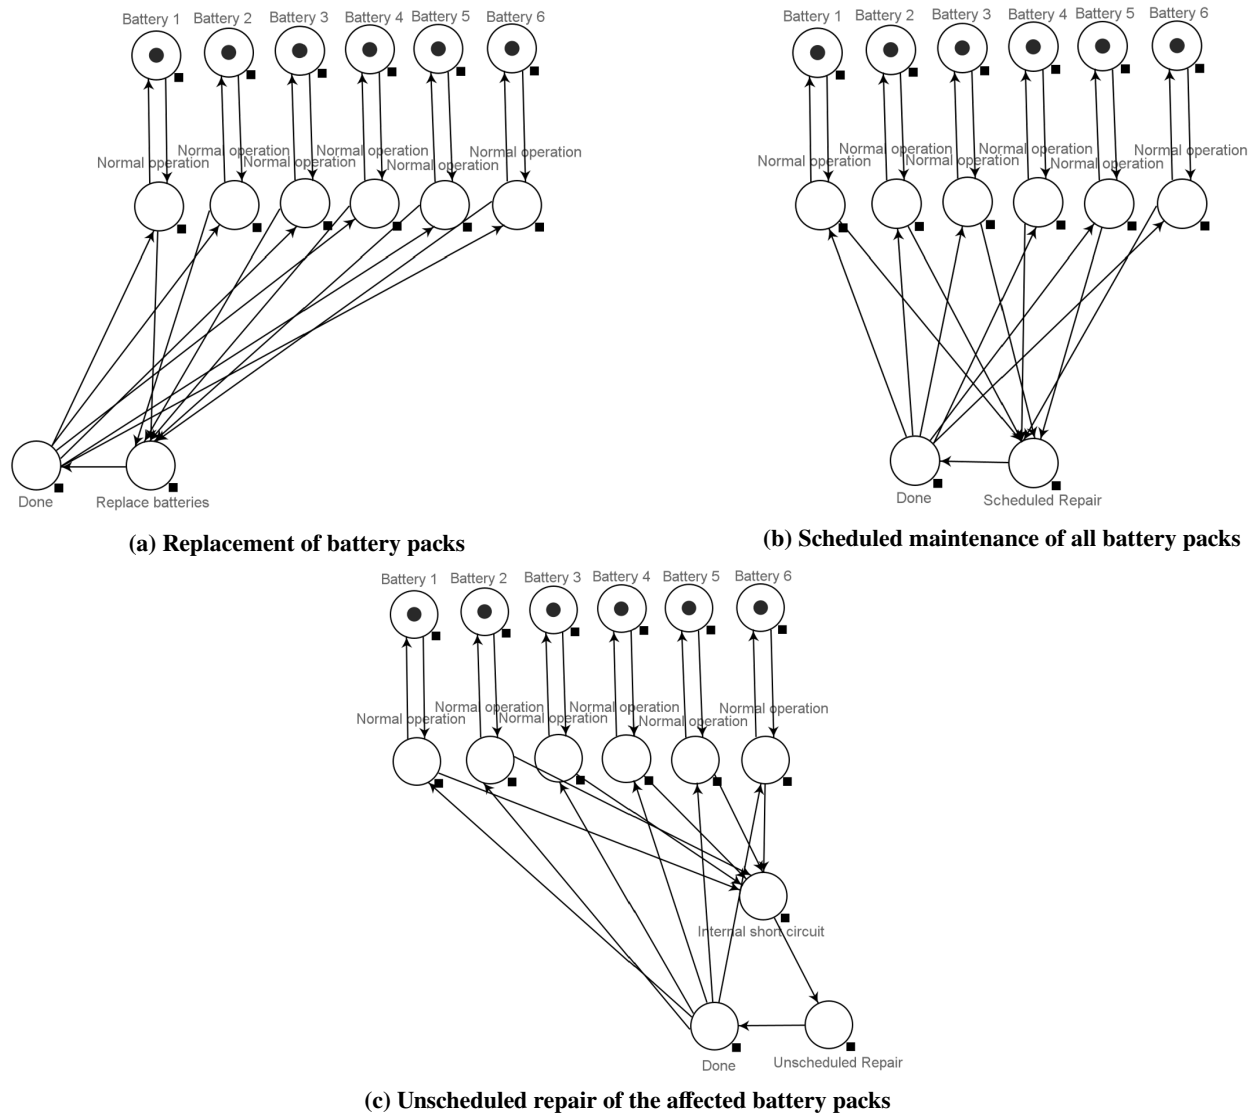 Battery 1 Battery 2 Battery 3 Battery 4 Battery 5 Battery 6
Normal operation Normal operation Normal operation Normal operation Normal operation Normal operation
Done Replace batteries
(a) Replacement of battery packs
Battery 1 Battery 2 Battery 3 Battery 4 Battery 5 Battery 6
Normal operation Normal operation Normal operation Normal operation Normal operation Normal operation
Done Scheduled Repair
(b) Scheduled maintenance of all battery packs
Battery 1 Battery 2 Battery 3 Battery 4 Battery 5 Battery 6
Normal operation Normal operation Normal operation Normal operation Normal operation Normal operation
Internal short circuit
Done Unscheduled Repair
(c) Unscheduled repair of the affected battery packs